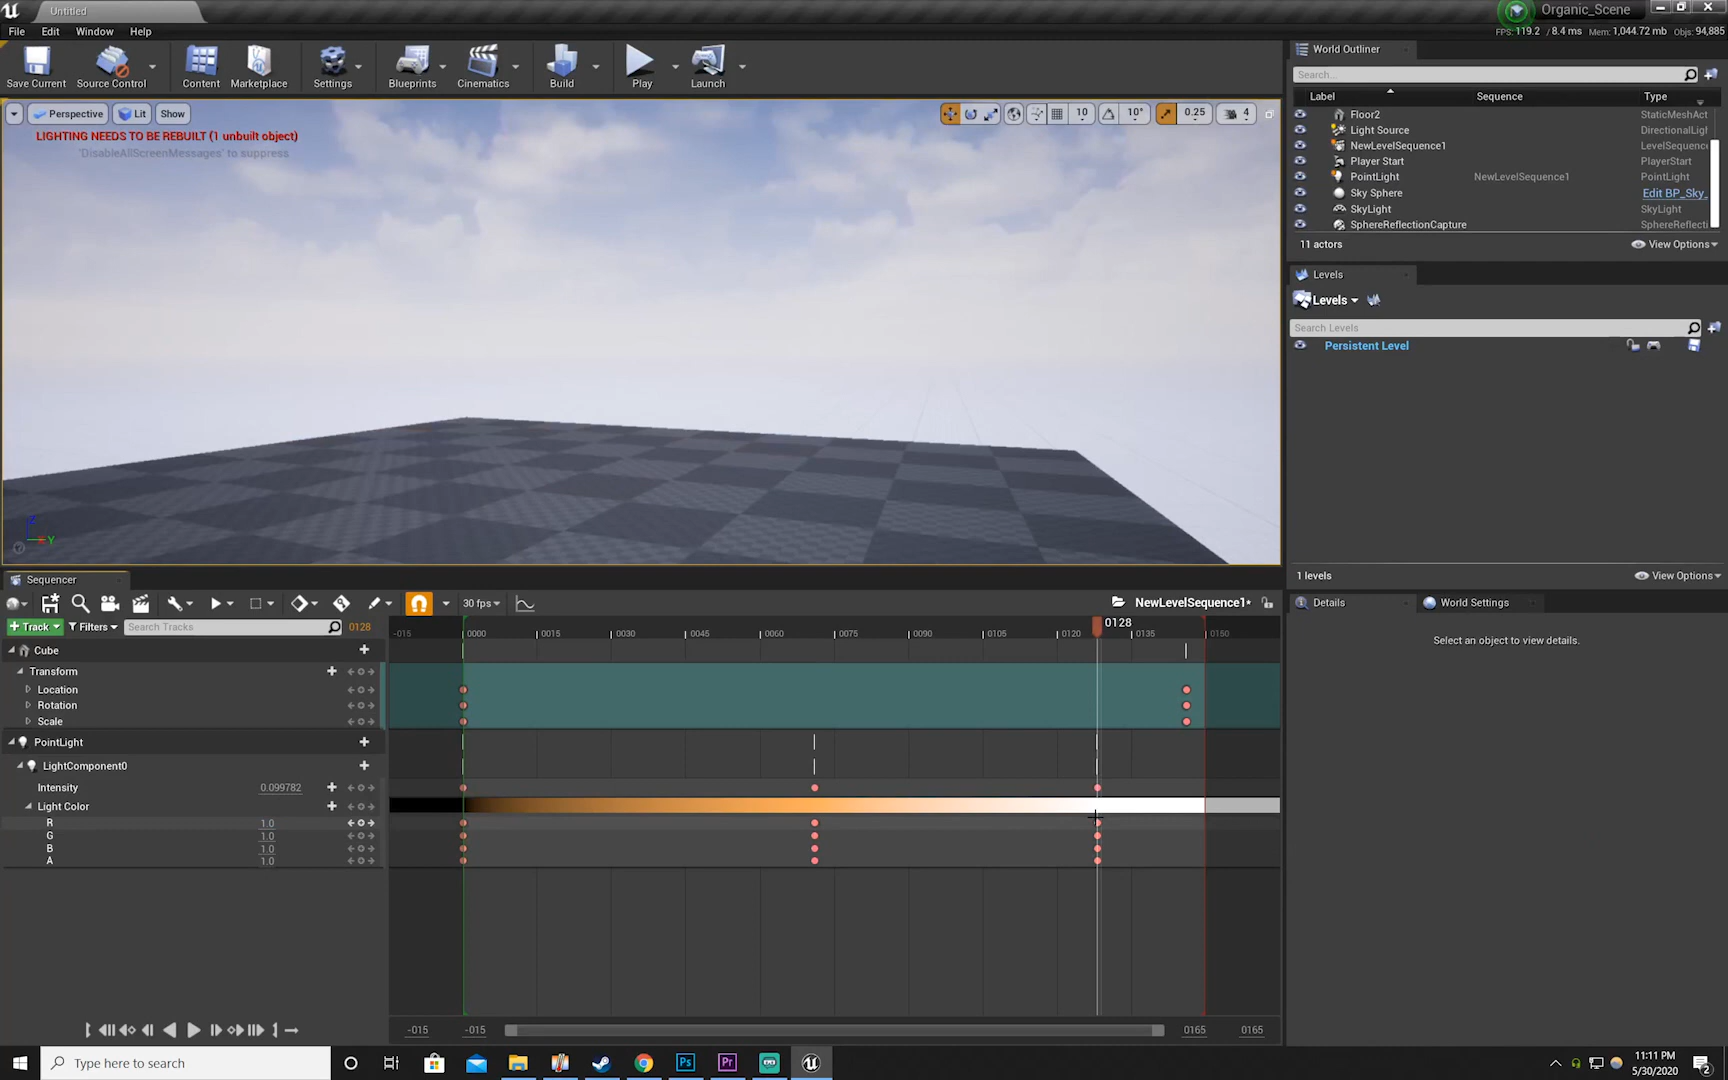 Untitled
Organic_Scene
File Edit Window Help
FPS: 119.2 / 8.4 ms Mem: 1,044.72 mb Objs: 94,885
Save Current Source Control Content Marketplace Settings Blueprints Cinematics Build Play Launch
Perspective Lit Show 10 10° 0.25 4
LIGHTING NEEDS TO BE REBUILT (1 unbuilt object)
'DisableAllScreenMessages' to suppress
Y
World Outliner
Search...
Label Sequence Type
Floor2 StaticMeshAct
Light Source DirectionalLigh
NewLevelSequence1 LevelSequence
Player Start PlayerStart
PointLight NewLevelSequence1 PointLight
Sky Sphere Edit BP_Sky_
SkyLight SkyLight
SphereReflectionCapture SphereReflecti
11 actors View Options
Levels
Levels
Search Levels
Persistent Level
1 levels View Options
Details World Settings
Select an object to view details.
Sequencer
30 fps NewLevelSequence1*
Track Filters Search Tracks 0128
0128
-015 0000 0015 0030 0045 0060 0075 0090 0105 0120 0135 0150
Cube
Transform
Location
Rotation
Scale
PointLight
LightComponent0
Intensity 0.099782
Light Color
R 1.0
G 1.0
B 1.0
A 1.0
-015 -015 0165 0165
Type here to search
Ps Pr
11:11 PM
5/30/2020
2